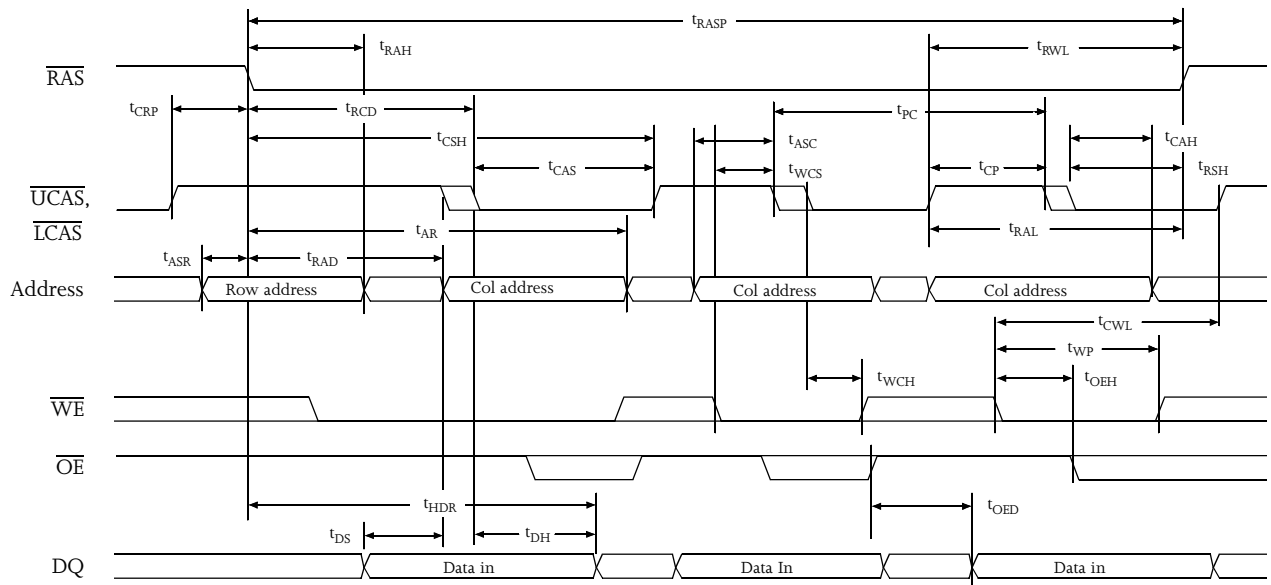 tRASP
tRAH
tRWL
RAS
tCRP
tRCD
tPC
tCSH
tASC
tCAH
tCAS
tWCS
tCP
tRSH
UCAS,
LCAS
tAR
tRAL
tASR
tRAD
Address
Row address
Col address
Col address
Col address
tCWL
tWP
tWCH
tOEH
WE
OE
tHDR
tOED
tDS
tDH
DQ
Data in
Data In
Data in